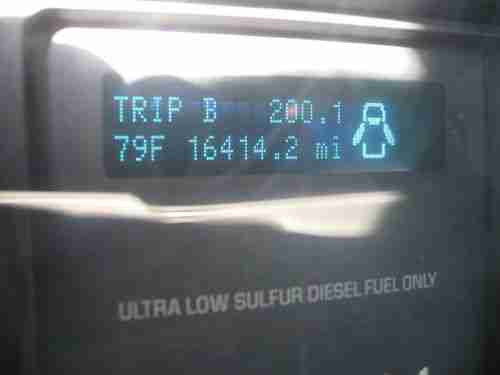 TRIP B 200.1
79F 16414.2 mi
ULTRA LOW SULFUR DIESEL FUEL ONLY